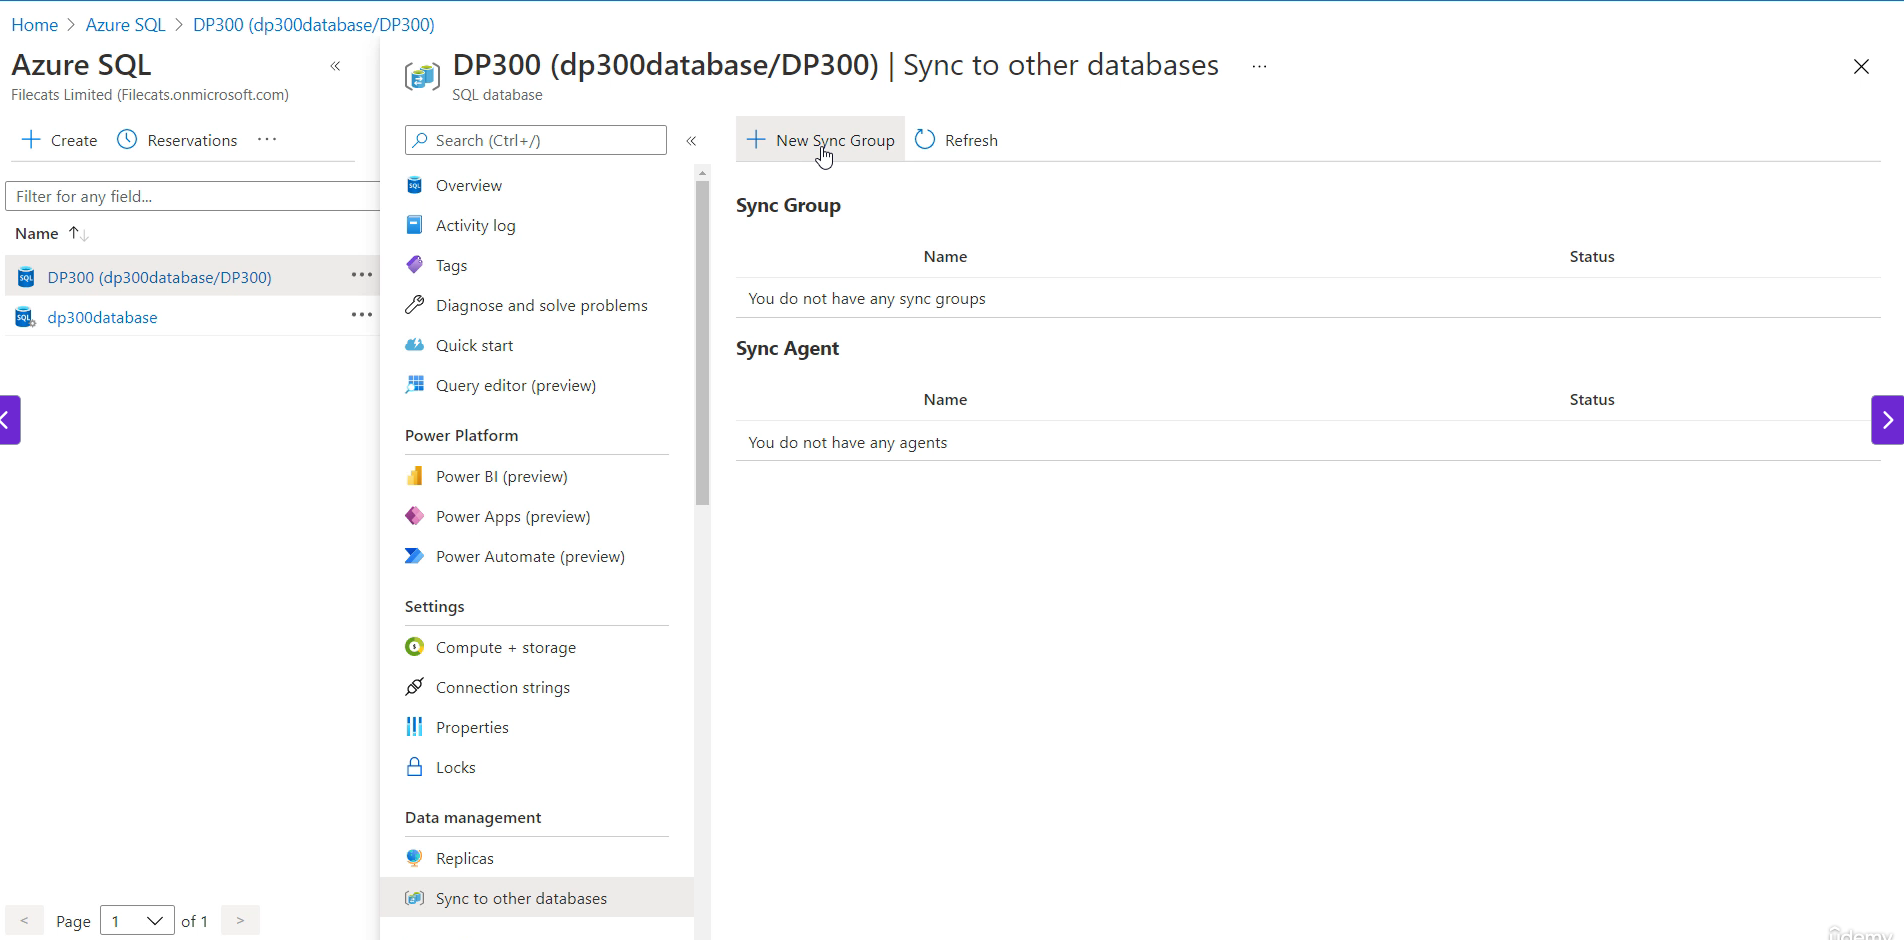 Home > Azure SQL > DP300 (dp300database/DP300)
Azure SQL
«
Filecats Limited (Filecats.onmicrosoft.com)
+ Create
Reservations
...
Filter for any field...
Name ↑↓
DP300 (dp300database/DP300)
...
dp300database
...
< Page 1 of 1 >
DP300 (dp300database/DP300) | Sync to other databases
...
SQL database
Search (Ctrl+/)
«
Overview
Activity log
Tags
Diagnose and solve problems
Quick start
Query editor (preview)
Power Platform
Power BI (preview)
Power Apps (preview)
Power Automate (preview)
Settings
Compute + storage
Connection strings
Properties
Locks
Data management
Replicas
Sync to other databases
+ New Sync Group
Refresh
Sync Group
Name Status
You do not have any sync groups
Sync Agent
Name Status
You do not have any agents
ûdemy